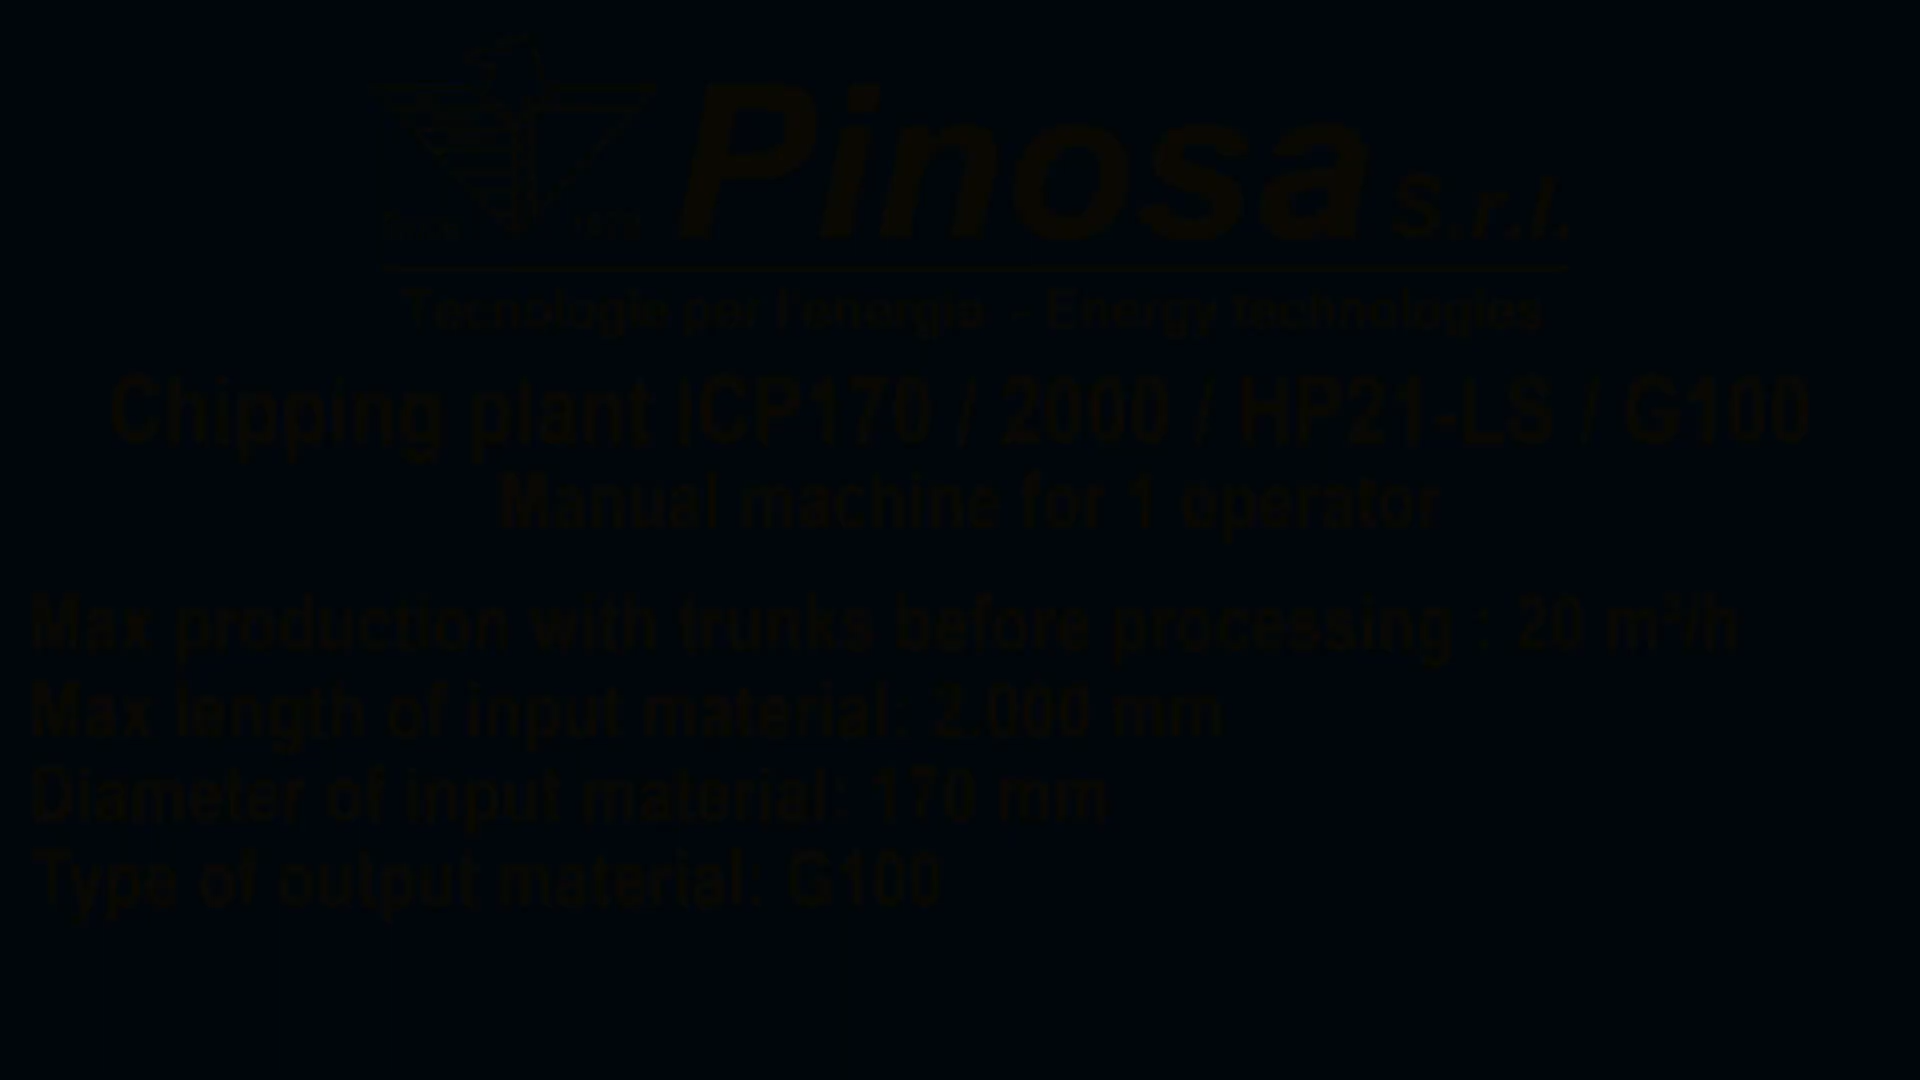 Pinosa S.r.l.
Tecnologie per l'energia - Energy technologies
Chipping plant ICP170 / 2000 / HP21-LS / G100
Manual machine for 1 operator
Max production with trunks before processing : 20 m³/h
Max length of input material: 2.000 mm
Diameter of input material: 170 mm
Type of output material: G100